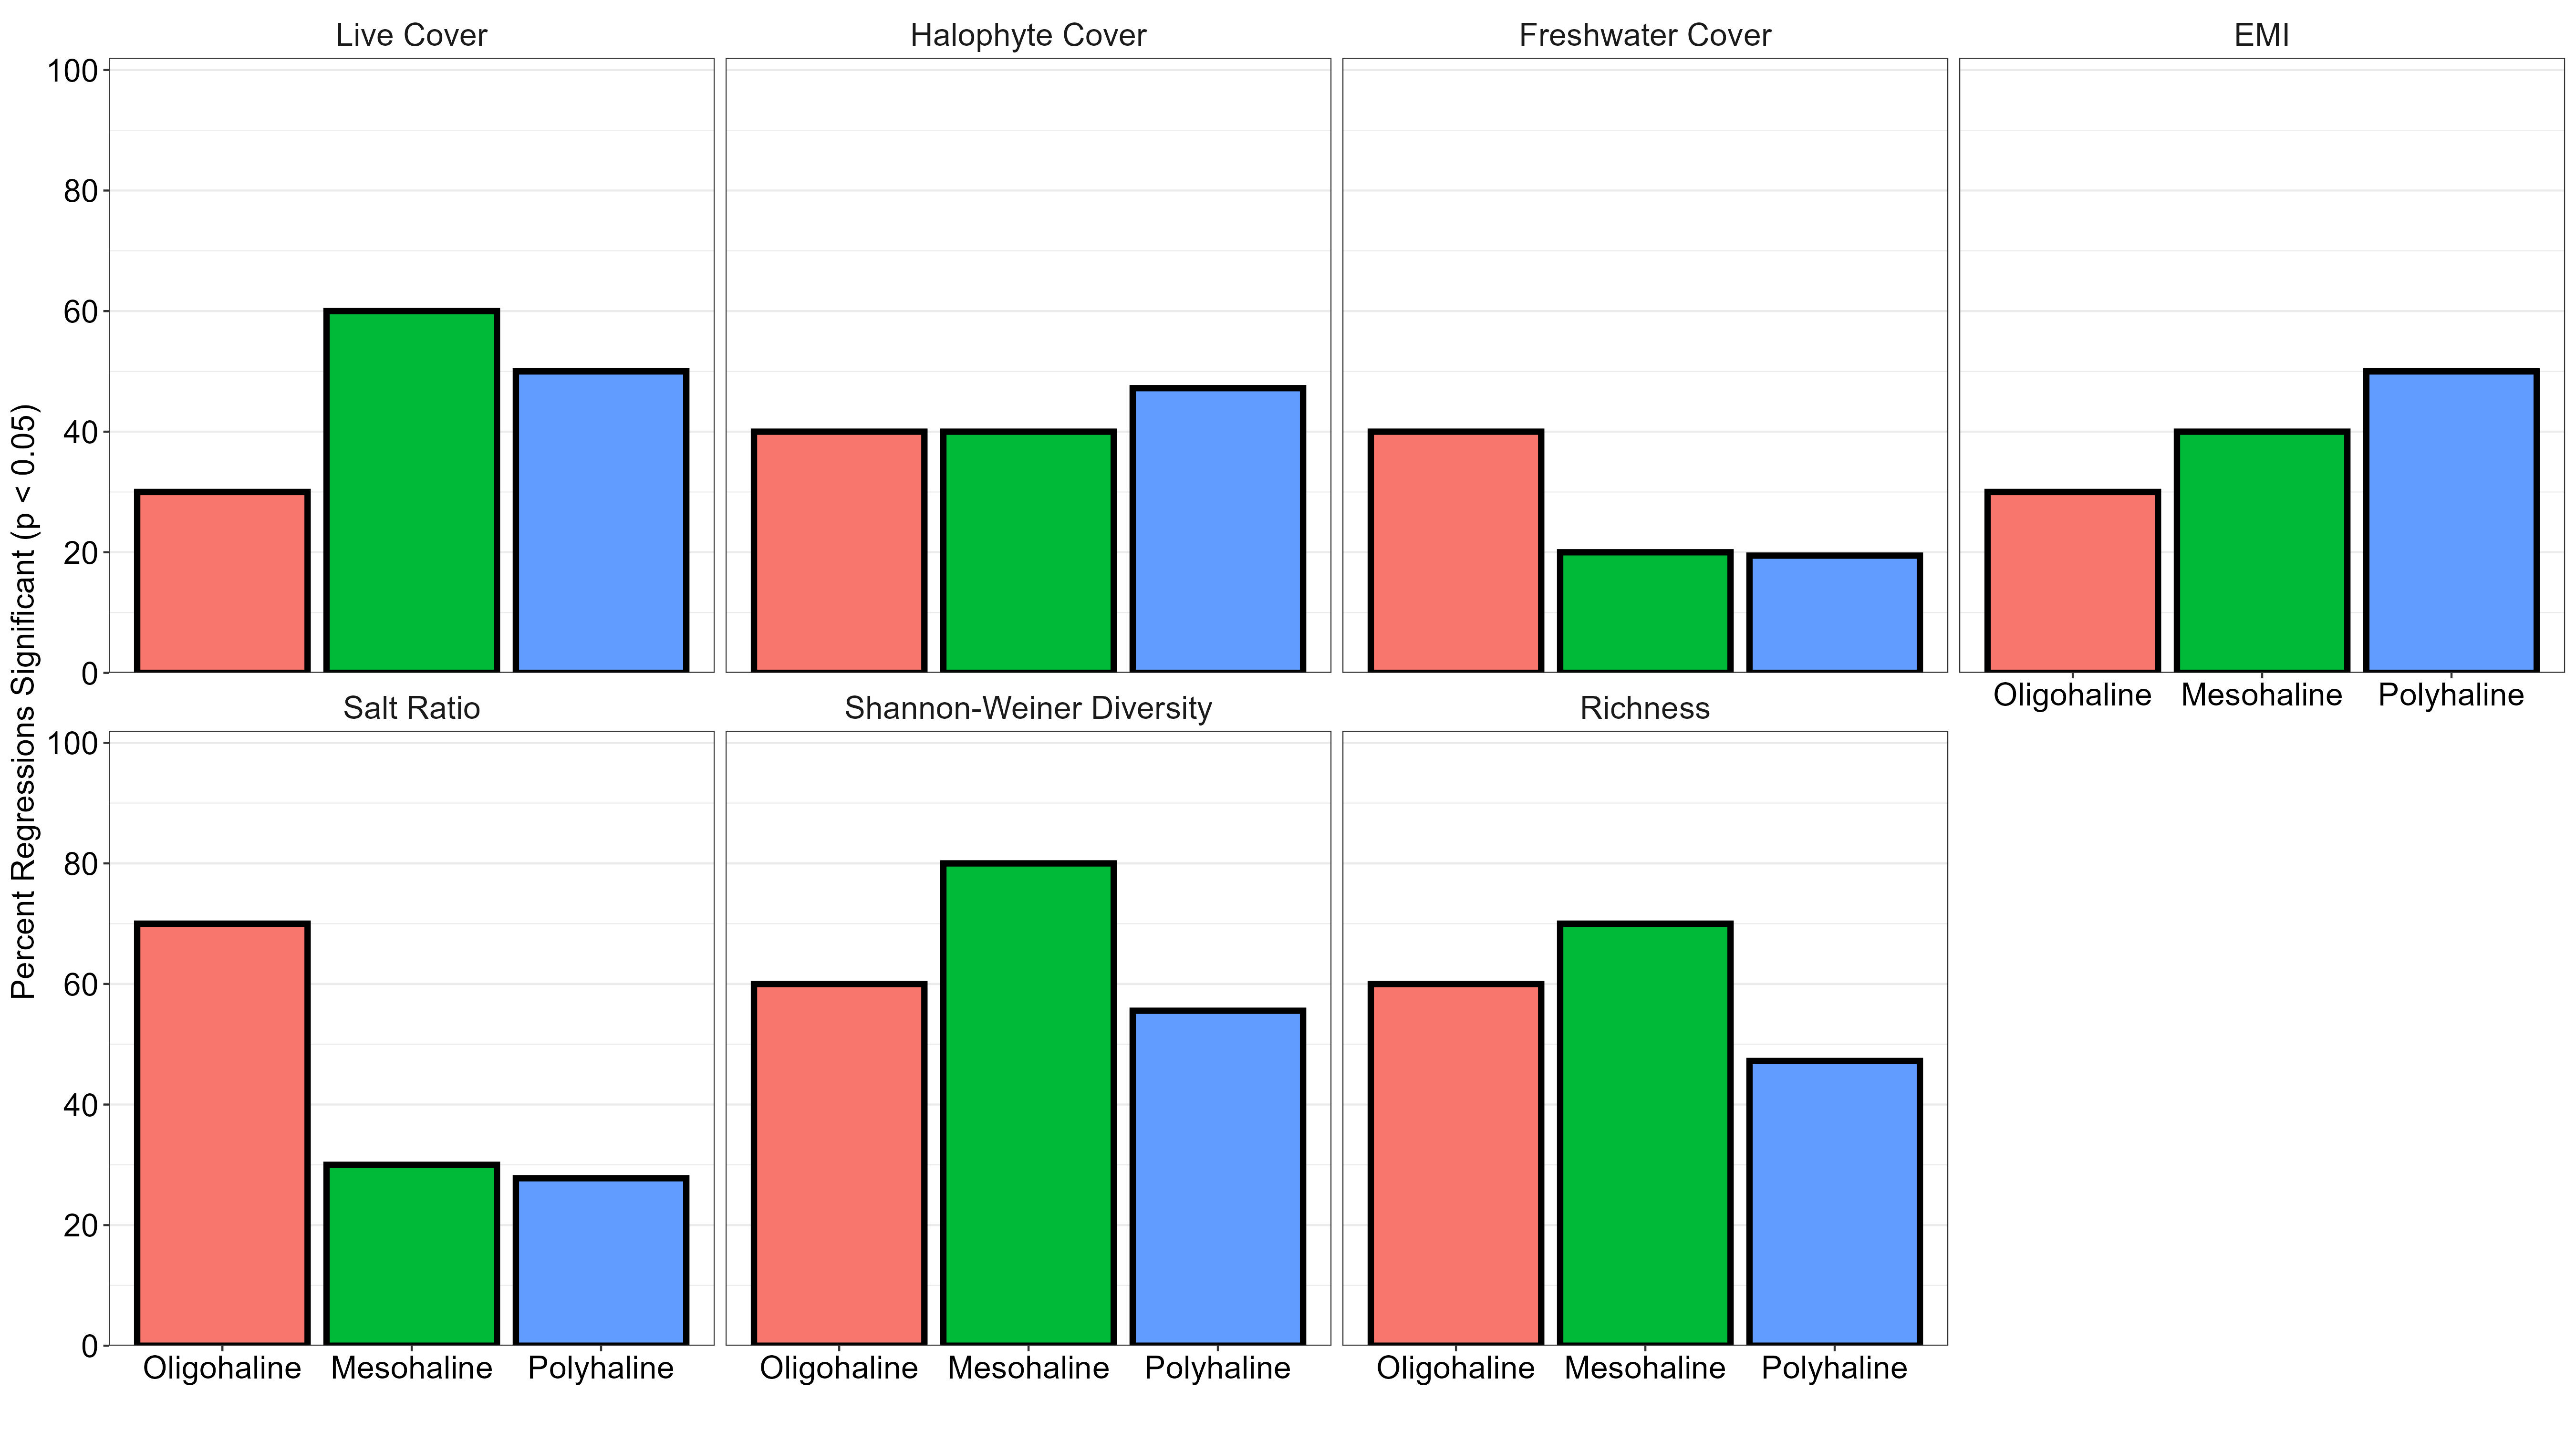 Live Cover
Halophyte Cover
Freshwater Cover
EMI
100
80
60
40
20
0
Oligohaline Mesohaline Polyhaline
Percent Regressions Significant (p < 0.05)
Salt Ratio
Shannon-Weiner Diversity
Richness
100
80
60
40
20
0
Oligohaline Mesohaline Polyhaline
Oligohaline Mesohaline Polyhaline
Oligohaline Mesohaline Polyhaline